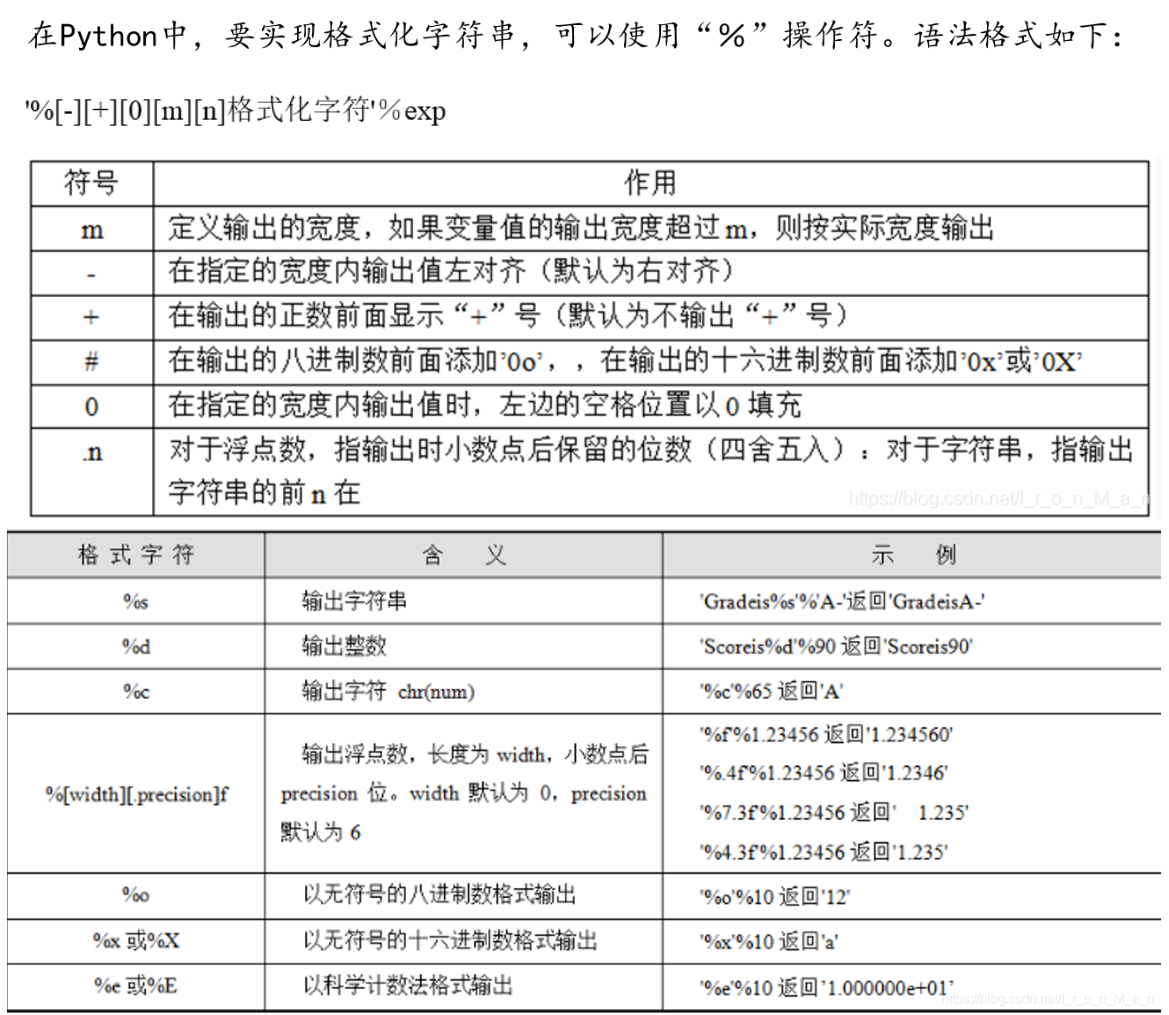 在Python中，要实现格式化字符串，可以使用“％”操作符。语法格式如下：
'%[-][+][0][m][n]格式化字符'％exp
符号 作用
m 定义输出的宽度，如果变量值的输出宽度超过m，则按实际宽度输出
- 在指定的宽度内输出值左对齐（默认为右对齐）
+ 在输出的正数前面显示“+”号（默认为不输出“+”号）
# 在输出的八进制数前面添加'0o'，，在输出的十六进制数前面添加'0x'或'0X'
0 在指定的宽度内输出值时，左边的空格位置以0填充
.n 对于浮点数，指输出时小数点后保留的位数（四舍五入）：对于字符串，指输出
字符串的前n在
https://blog.csdn.net/I_r_o_n_M_a_n
格式字符 含 义 示 例
%s 输出字符串 'Gradeis%s'%'A-'返回'GradeisA-'
%d 输出整数 'Scoreis%d'%90 返回'Scoreis90'
%c 输出字符 chr(num) '%c'%65 返回'A'
%[width][.precision]f 输出浮点数，长度为 width，小数点后
precision 位。width 默认为 0，precision
默认为 6
'%f'%1.23456 返回'1.234560'
'%.4f'%1.23456 返回'1.2346'
'%7.3f'%1.23456 返回'  1.235'
'%4.3f'%1.23456 返回'1.235'
%o 以无符号的八进制数格式输出 '%o'%10 返回'12'
%x 或%X 以无符号的十六进制数格式输出 '%x'%10 返回'a'
%e 或%E 以科学计数法格式输出 '%e'%10 返回'1.000000e+01'
https://blog.csdn.net/I_r_o_n_M_a_n